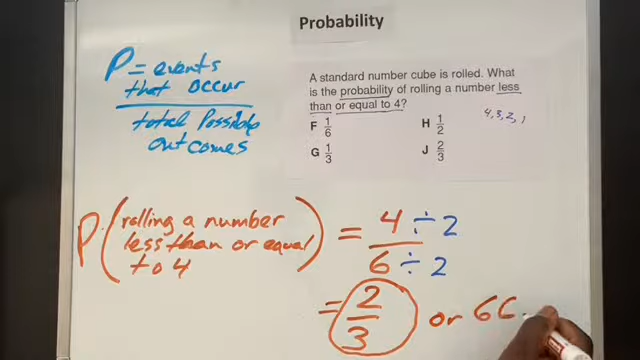 Probability
P = events
that occur
total possible
outcomes
A standard number cube is rolled. What
is the probability of rolling a number less
than or equal to 4?
F 1/6
H 1/2
4, 3, 2, 1
G 1/3
J 2/3
P (rolling a number
less than or equal
to 4) = 4 ÷ 2
6 ÷ 2
= 2/3 or 66